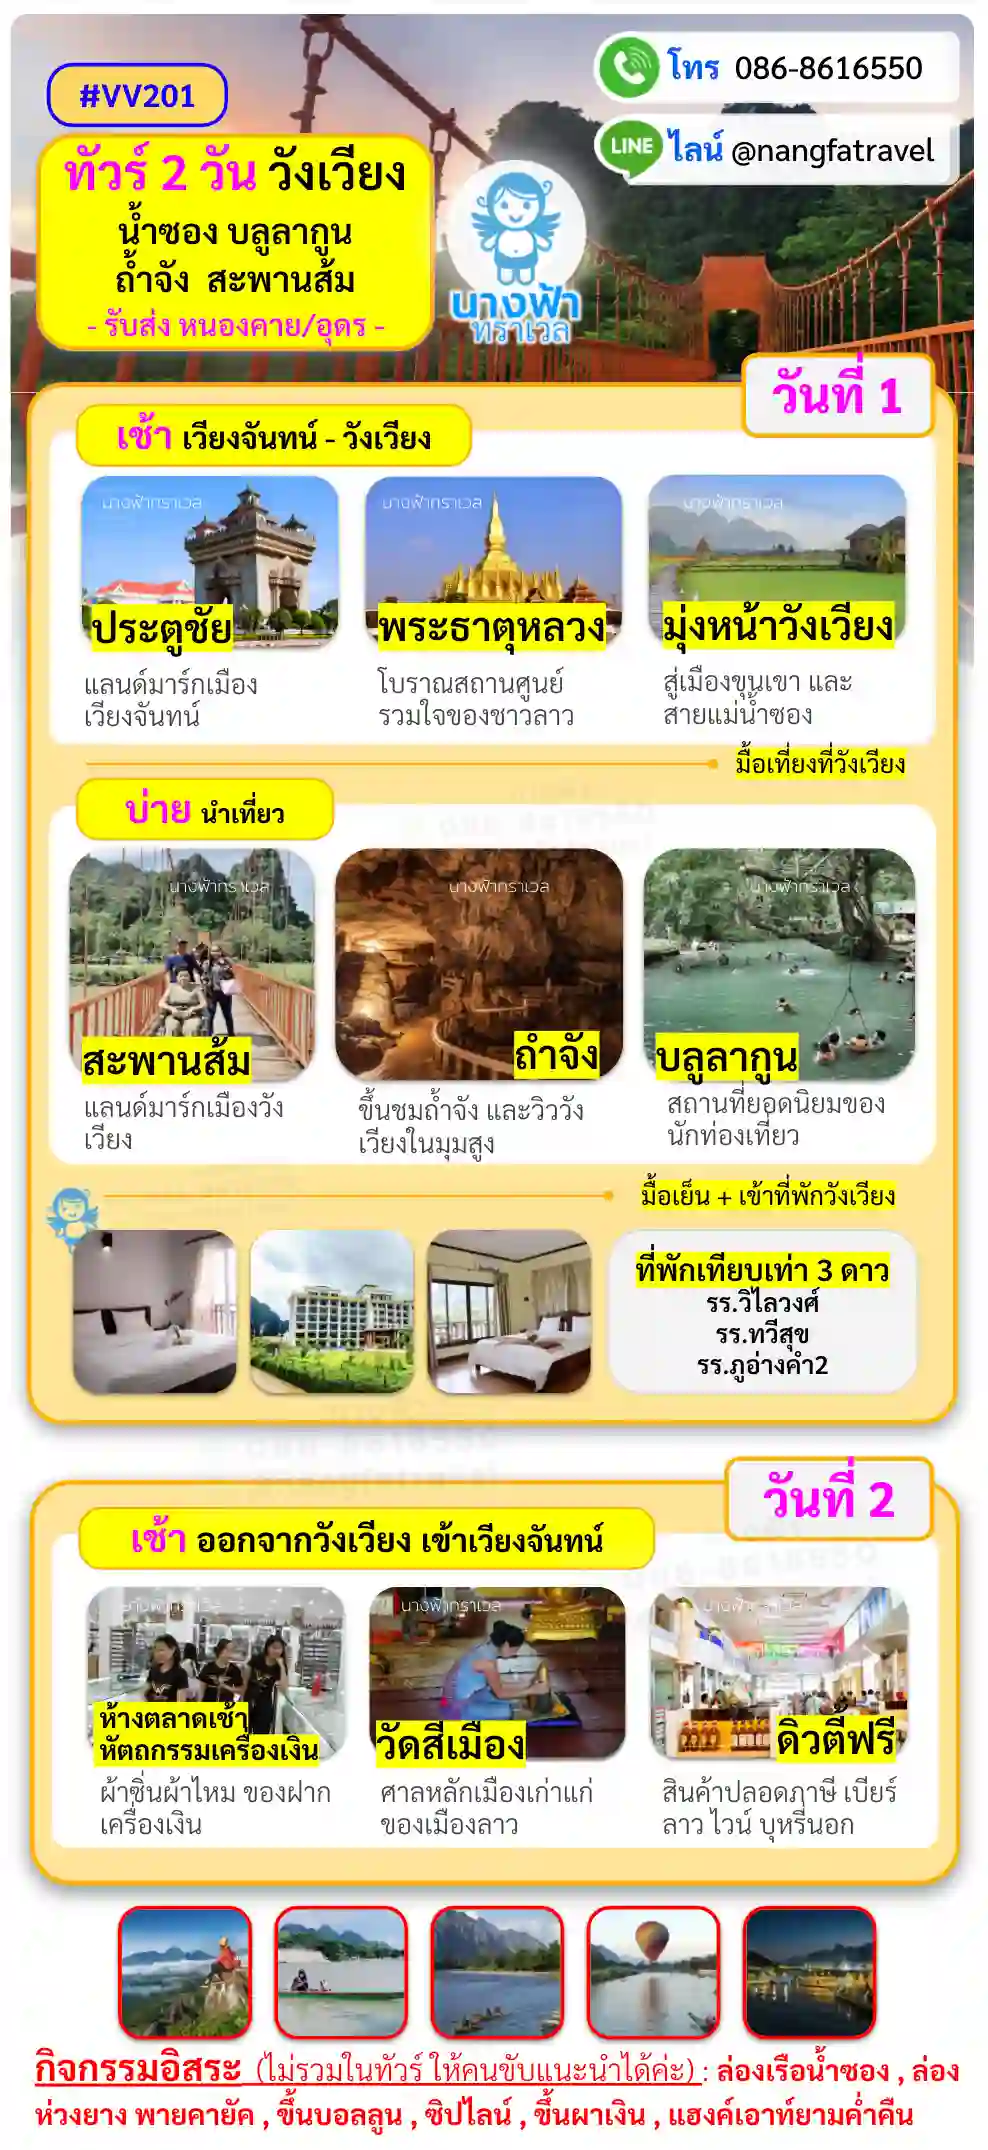 #VV201
โทร 086-8616550
LINE ไลน์ @nangfatravel
ทัวร์ 2 วัน วังเวียง
น้ำซอง บลูลากูน
ถ้ำจัง สะพานส้ม
- รับส่ง หนองคาย/อุดร -
นางฟ้า
ทราเวล
วันที่ 1
เช้า เวียงจันทน์ - วังเวียง
นางฟ้าทราเวล นางฟ้าทราเวล นางฟ้าทราเวล
ประตูชัย พระธาตุหลวง มุ่งหน้าวังเวียง
แลนด์มาร์กเมือง
เวียงจันทน์
โบราณสถานศูนย์
รวมใจของชาวลาว
สู่เมืองขุนเขา และ
สายแม่น้ำซอง
มื้อเที่ยงที่วังเวียง
บ่าย นำเที่ยว
นางฟ้าทราเวล นางฟ้าทราเวล นางฟ้าทราเวล
สะพานส้ม ถ้ำจัง บลูลากูน
แลนด์มาร์กเมืองวัง
เวียง
ขึ้นชมถ้ำจัง และวิววัง
เวียงในมุมสูง
สถานที่ยอดนิยมของ
นักท่องเที่ยว
มื้อเย็น + เข้าที่พักวังเวียง
ที่พักเทียบเท่า 3 ดาว
รร.วิไลวงศ์
รร.ทวีสุข
รร.ภูอ่างคำ2
วันที่ 2
เช้า ออกจากวังเวียง เข้าเวียงจันทน์
นางฟ้าทราเวล นางฟ้าทราเวล นางฟ้าทราเวล
ห้างตลาดเช้า
หัตถกรรมเครื่องเงิน
วัดสีเมือง
ดิวตี้ฟรี
ผ้าซิ่นผ้าไหม ของฝาก
เครื่องเงิน
ศาลหลักเมืองเก่าแก่
ของเมืองลาว
สินค้าปลอดภาษี เบียร์
ลาว ไวน์ บุหรี่นอก
กิจกรรมอิสระ (ไม่รวมในทัวร์ ให้คนขับแนะนำได้ค่ะ) : ล่องเรือน้ำซอง , ล่อง
ห่วงยาง พายคายัค , ขึ้นบอลลูน , ซิปไลน์ , ขึ้นผาเงิน , แฮงค์เอาท์ยามค่ำคืน